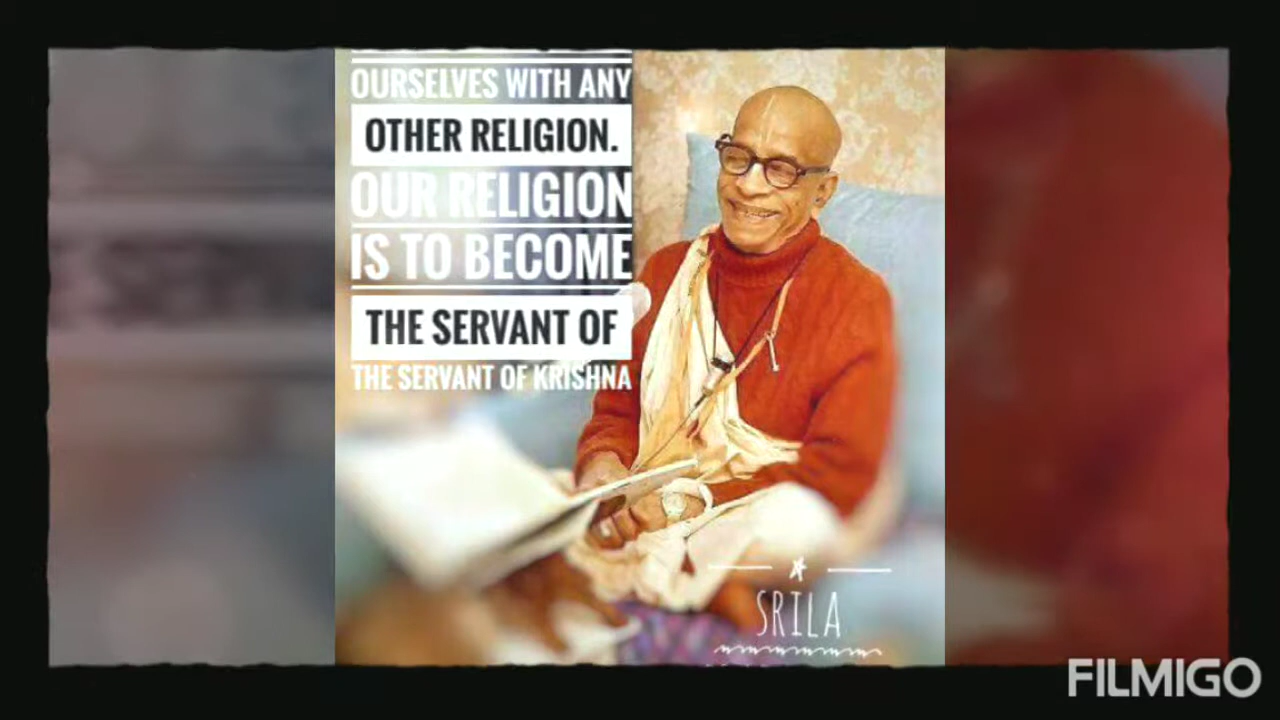 OURSELVES WITH ANY
OTHER RELIGION.
OUR RELIGION
IS TO BECOME
THE SERVANT OF
THE SERVANT OF KRISHNA
SRILA
FILMIGO